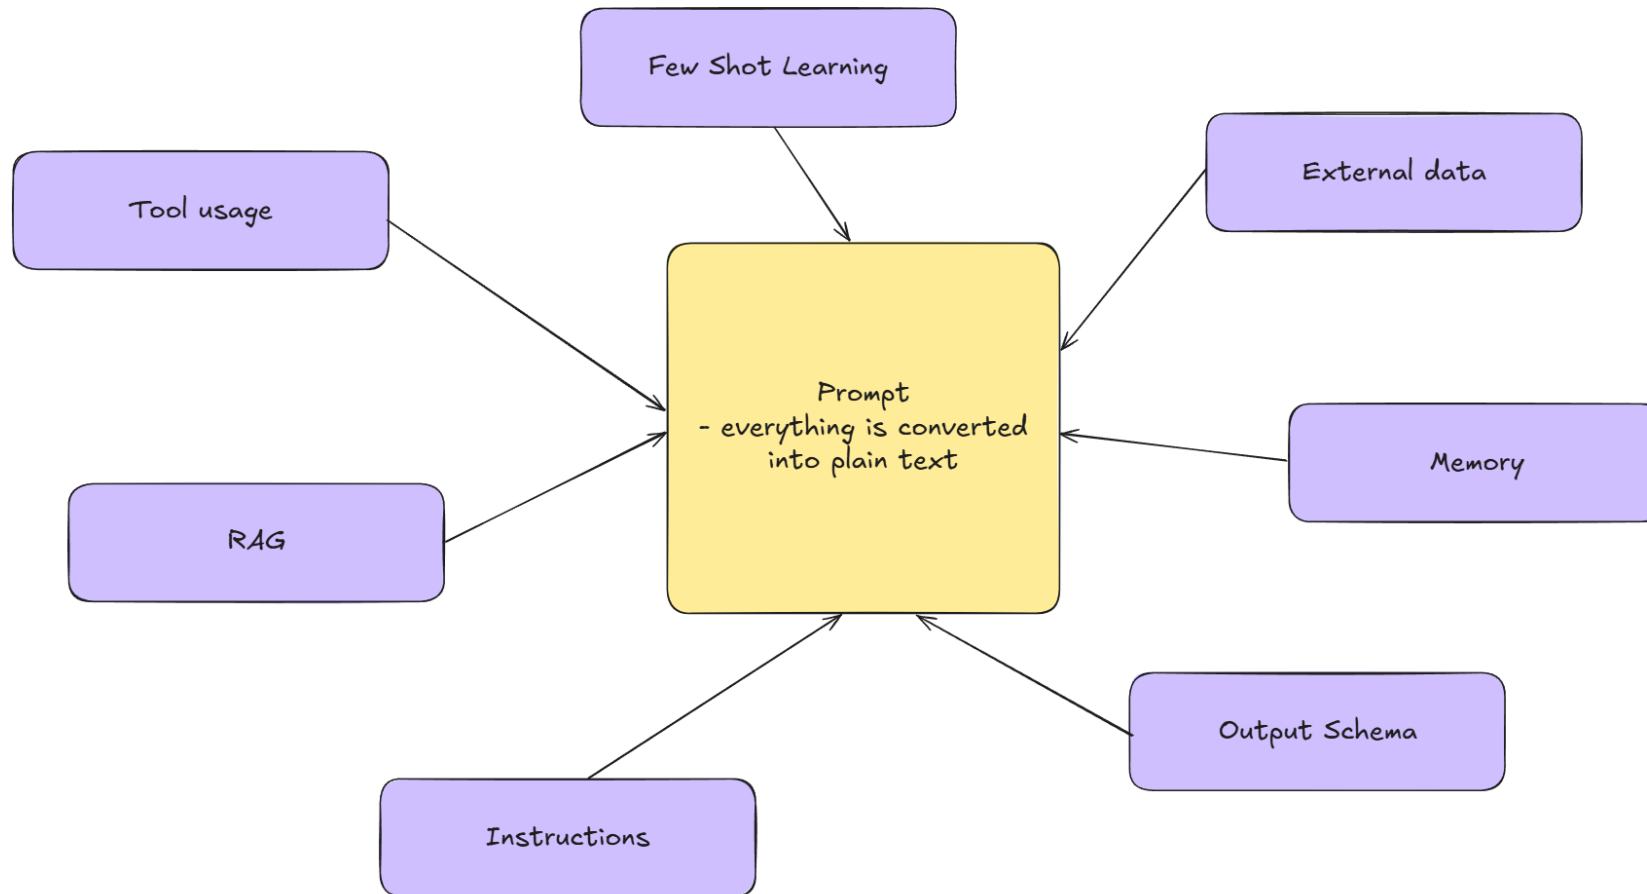 Few Shot Learning
External data
Tool usage
Prompt
- everything is converted
into plain text
Memory
RAG
Output Schema
Instructions